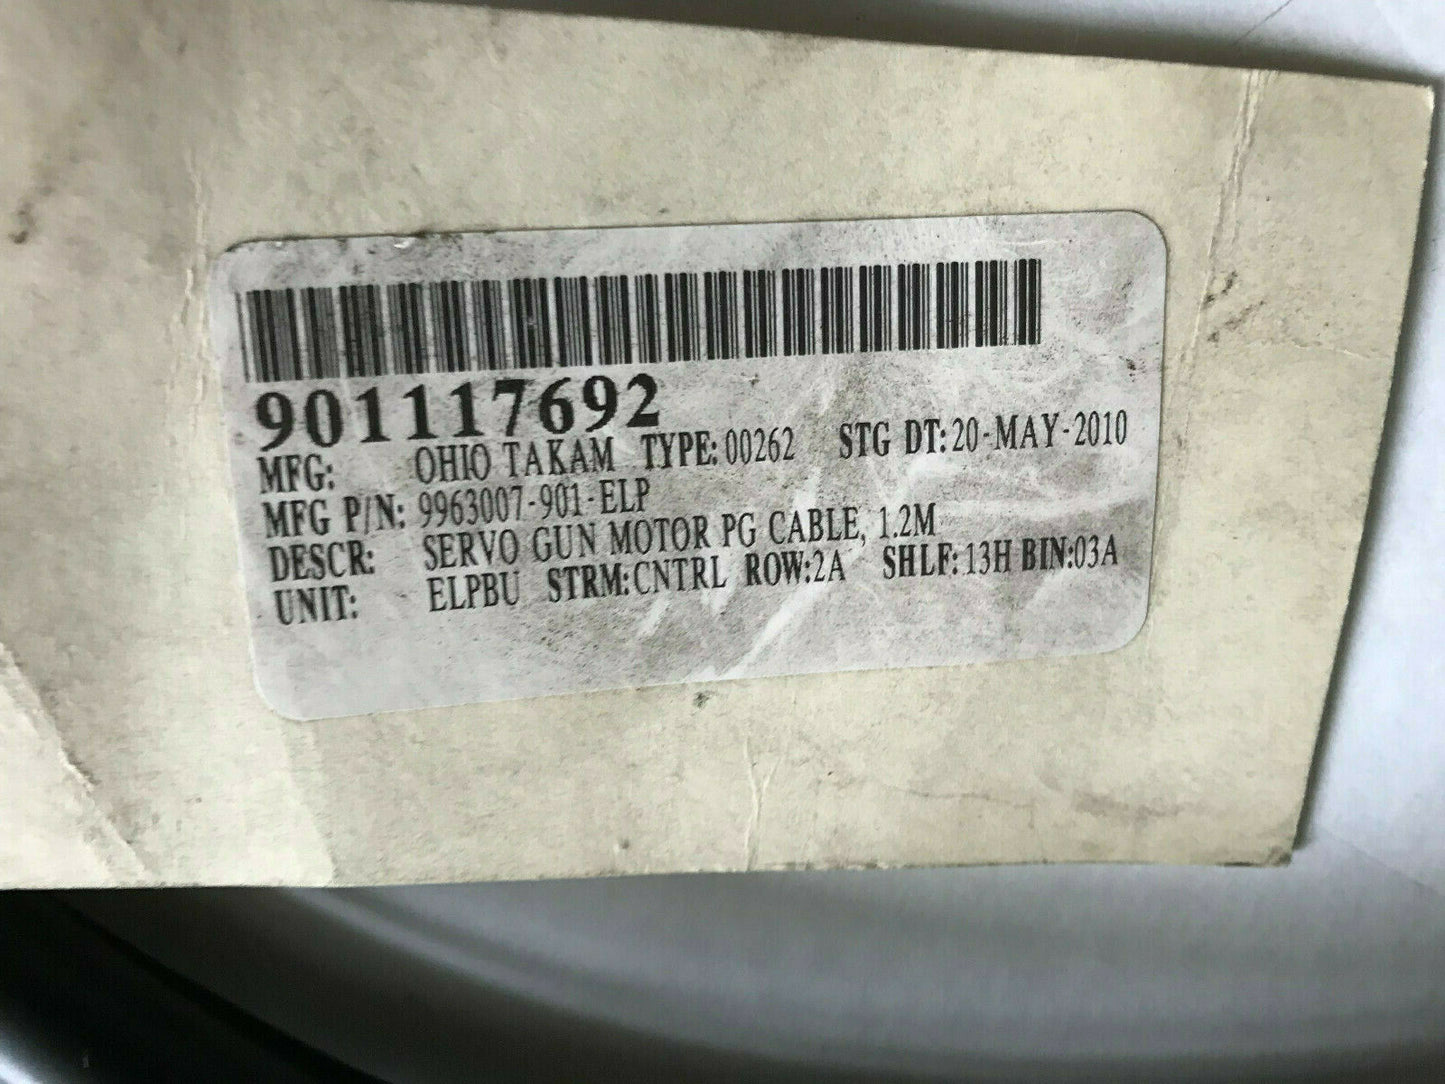 901117692
MFG: OHIO TAKAM TYPE: 00262 STG DT: 20-MAY-2010
MFG P/N: 9963007-901-ELP
DESCR: SERVO GUN MOTOR PG CABLE, 1.2M
UNIT: ELPBU STRM:CNTRL ROW:2A SHLF: 13H BIN:03A